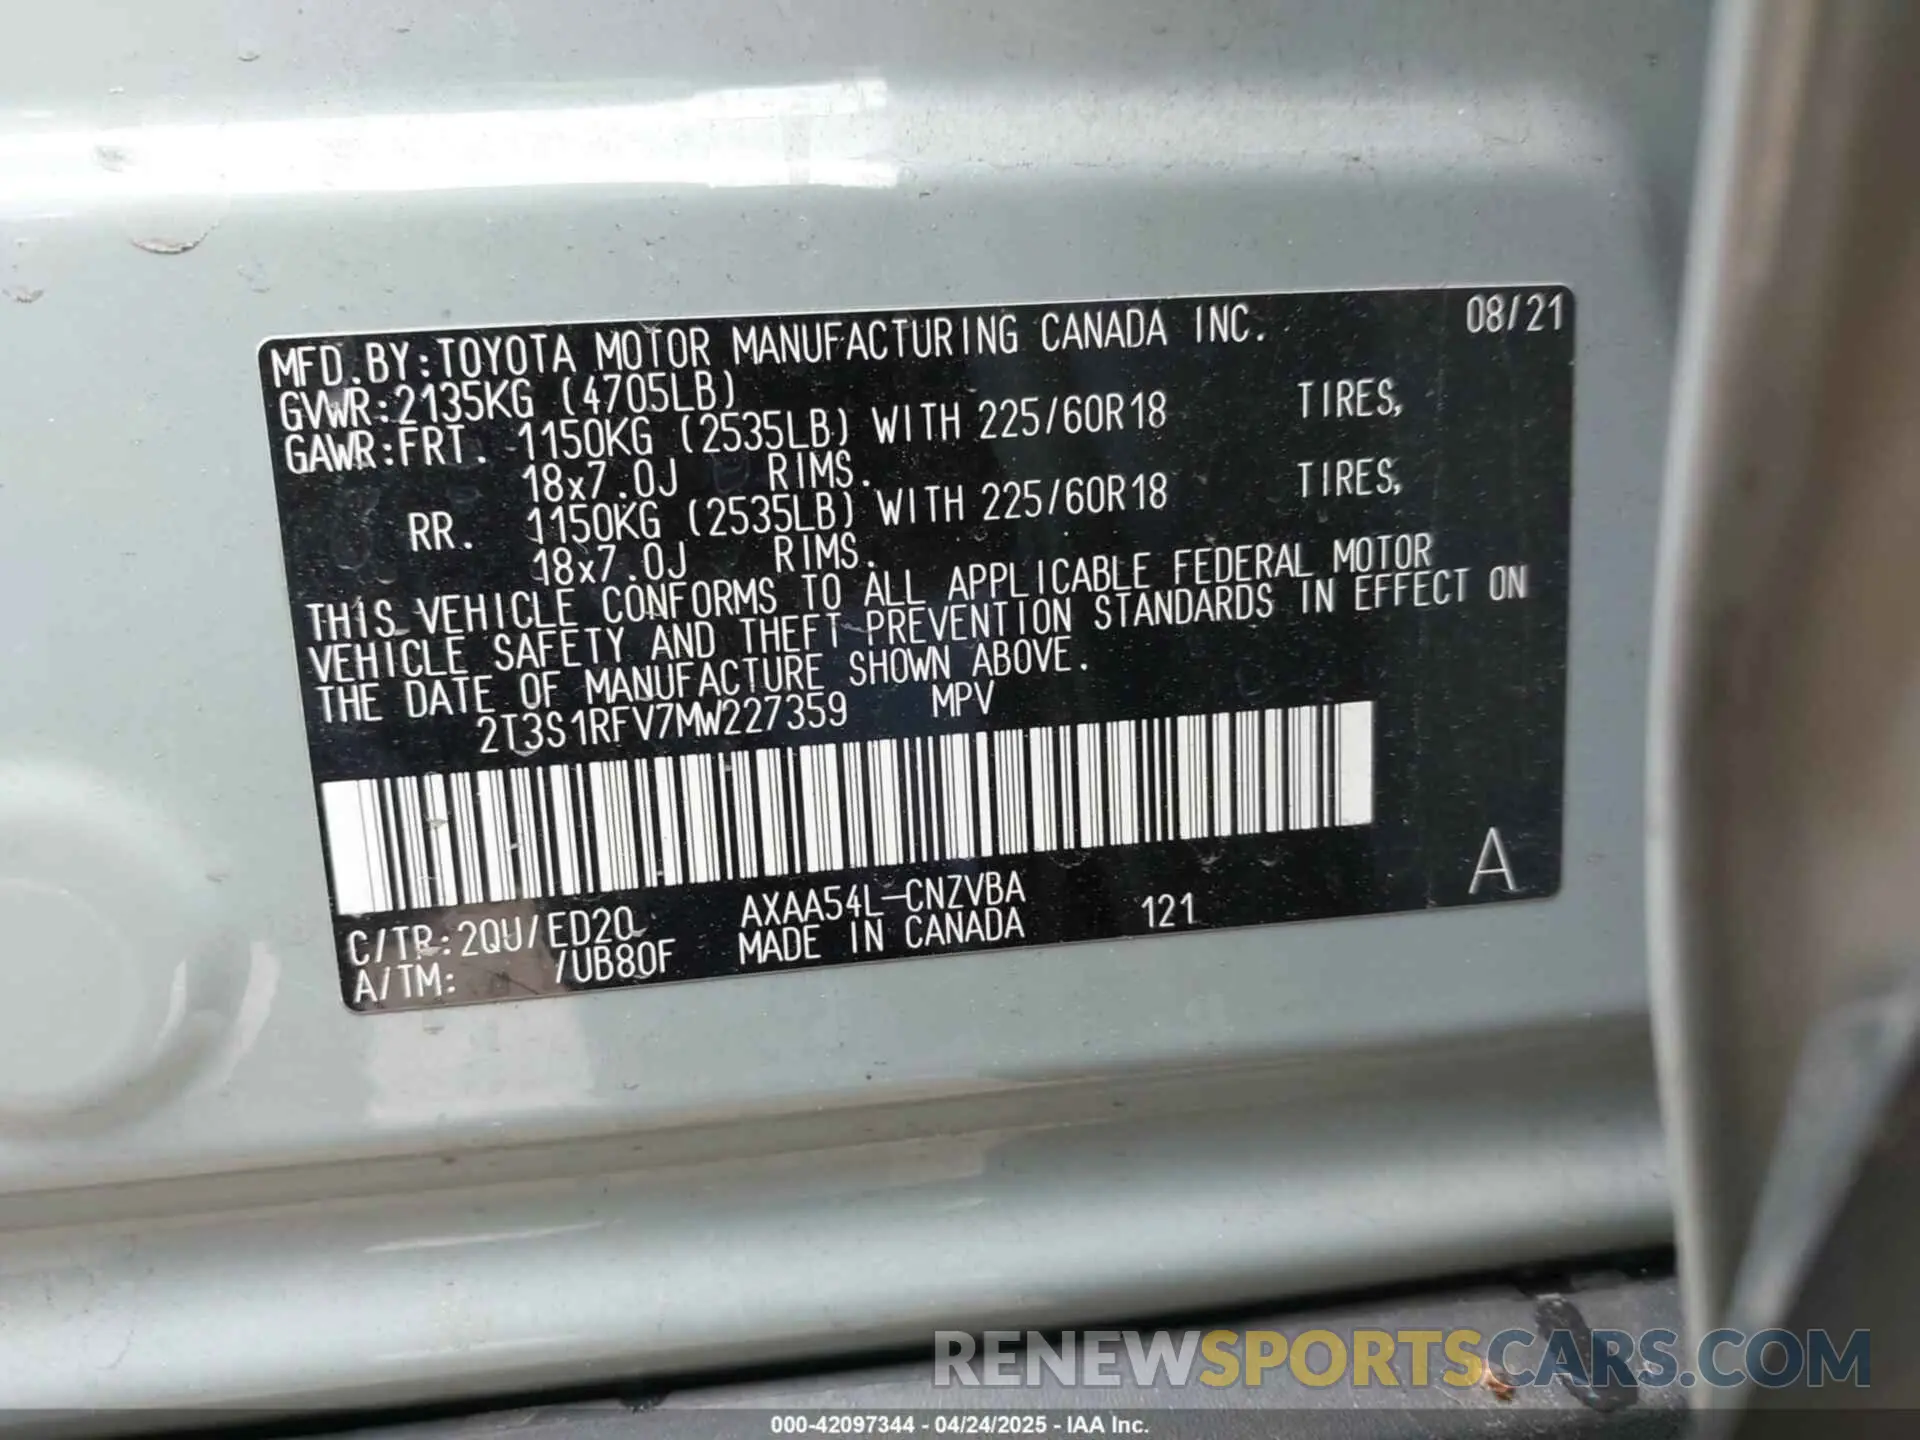 MFD.BY:TOYOTA MOTOR MANUFACTURING CANADA INC. 08/21
GVWR:2135KG (4705LB)
GAWR:FRT. 1150KG (2535LB) WITH 225/60R18 TIRES,
18x7.0J RIMS.
RR. 1150KG (2535LB) WITH 225/60R18 TIRES,
18x7.0J RIMS.
THIS VEHICLE CONFORMS TO ALL APPLICABLE FEDERAL MOTOR
VEHICLE SAFETY AND THEFT PREVENTION STANDARDS IN EFFECT ON
THE DATE OF MANUFACTURE SHOWN ABOVE.
2T3S1RFV7MW227359 MPV
A
C/TR:2QU/ED20 AXAA54L-CNZVBA 121
A/TM: /UB80F MADE IN CANADA
RENEWSPORTSCARS.COM
000-42097344 - 04/24/2025 - IAA Inc.